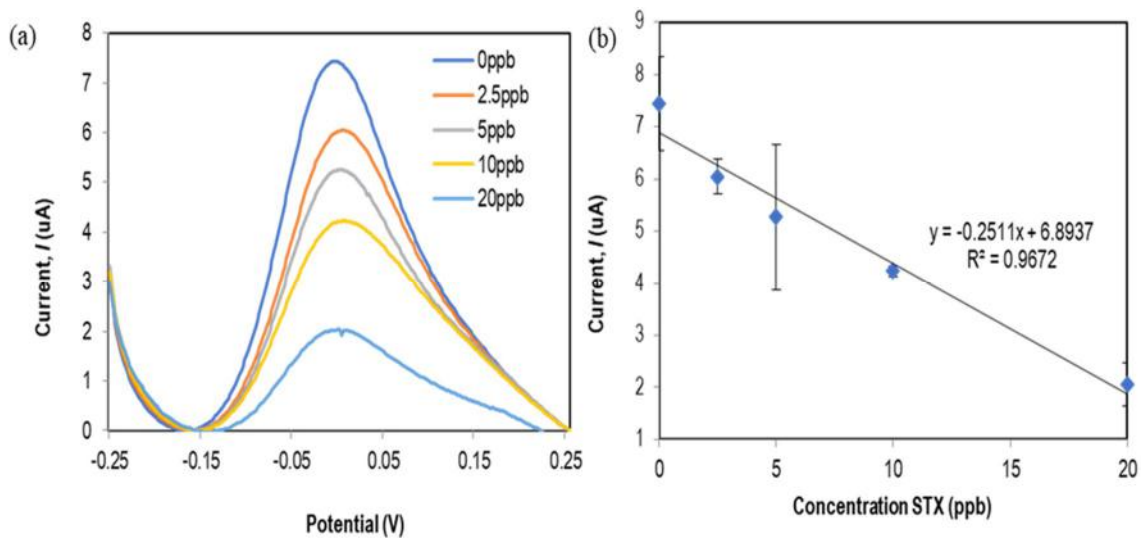 (a)
8
7
6
5
4
3
2
1
0
Current, I (uA)
0ppb
2.5ppb
5ppb
10ppb
20ppb
-0.25
-0.15
-0.05
0.05
0.15
0.25
Potential (V)
(b)
9
8
7
6
5
4
3
2
1
Current, I (uA)
y = -0.2511x + 6.8937
R² = 0.9672
0
5
10
15
20
Concentration STX (ppb)